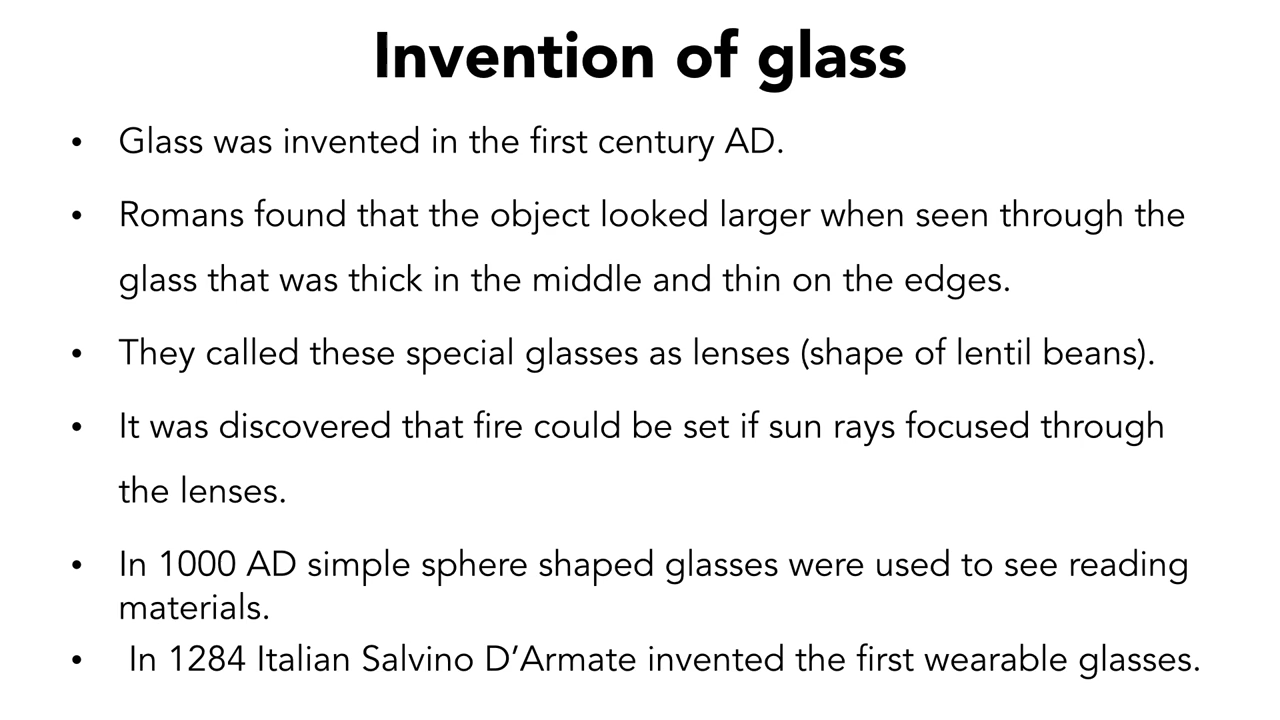 Invention of glass
• Glass was invented in the first century AD.
• Romans found that the object looked larger when seen through the
glass that was thick in the middle and thin on the edges.
• They called these special glasses as lenses (shape of lentil beans).
• It was discovered that fire could be set if sun rays focused through
the lenses.
• In 1000 AD simple sphere shaped glasses were used to see reading
materials.
• In 1284 Italian Salvino D’Armate invented the first wearable glasses.